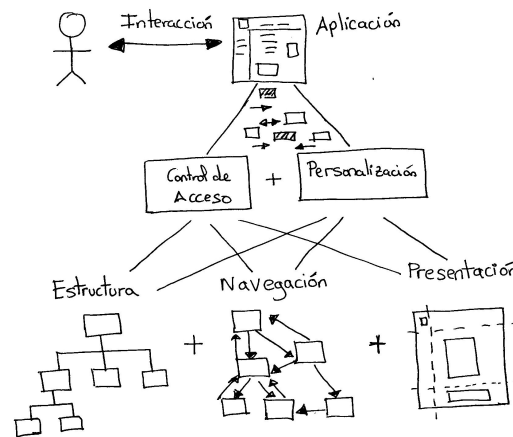 Interacción
Aplicación
Control de
Acceso
+
Personalización
Estructura
Navegación
Presentación
+
+